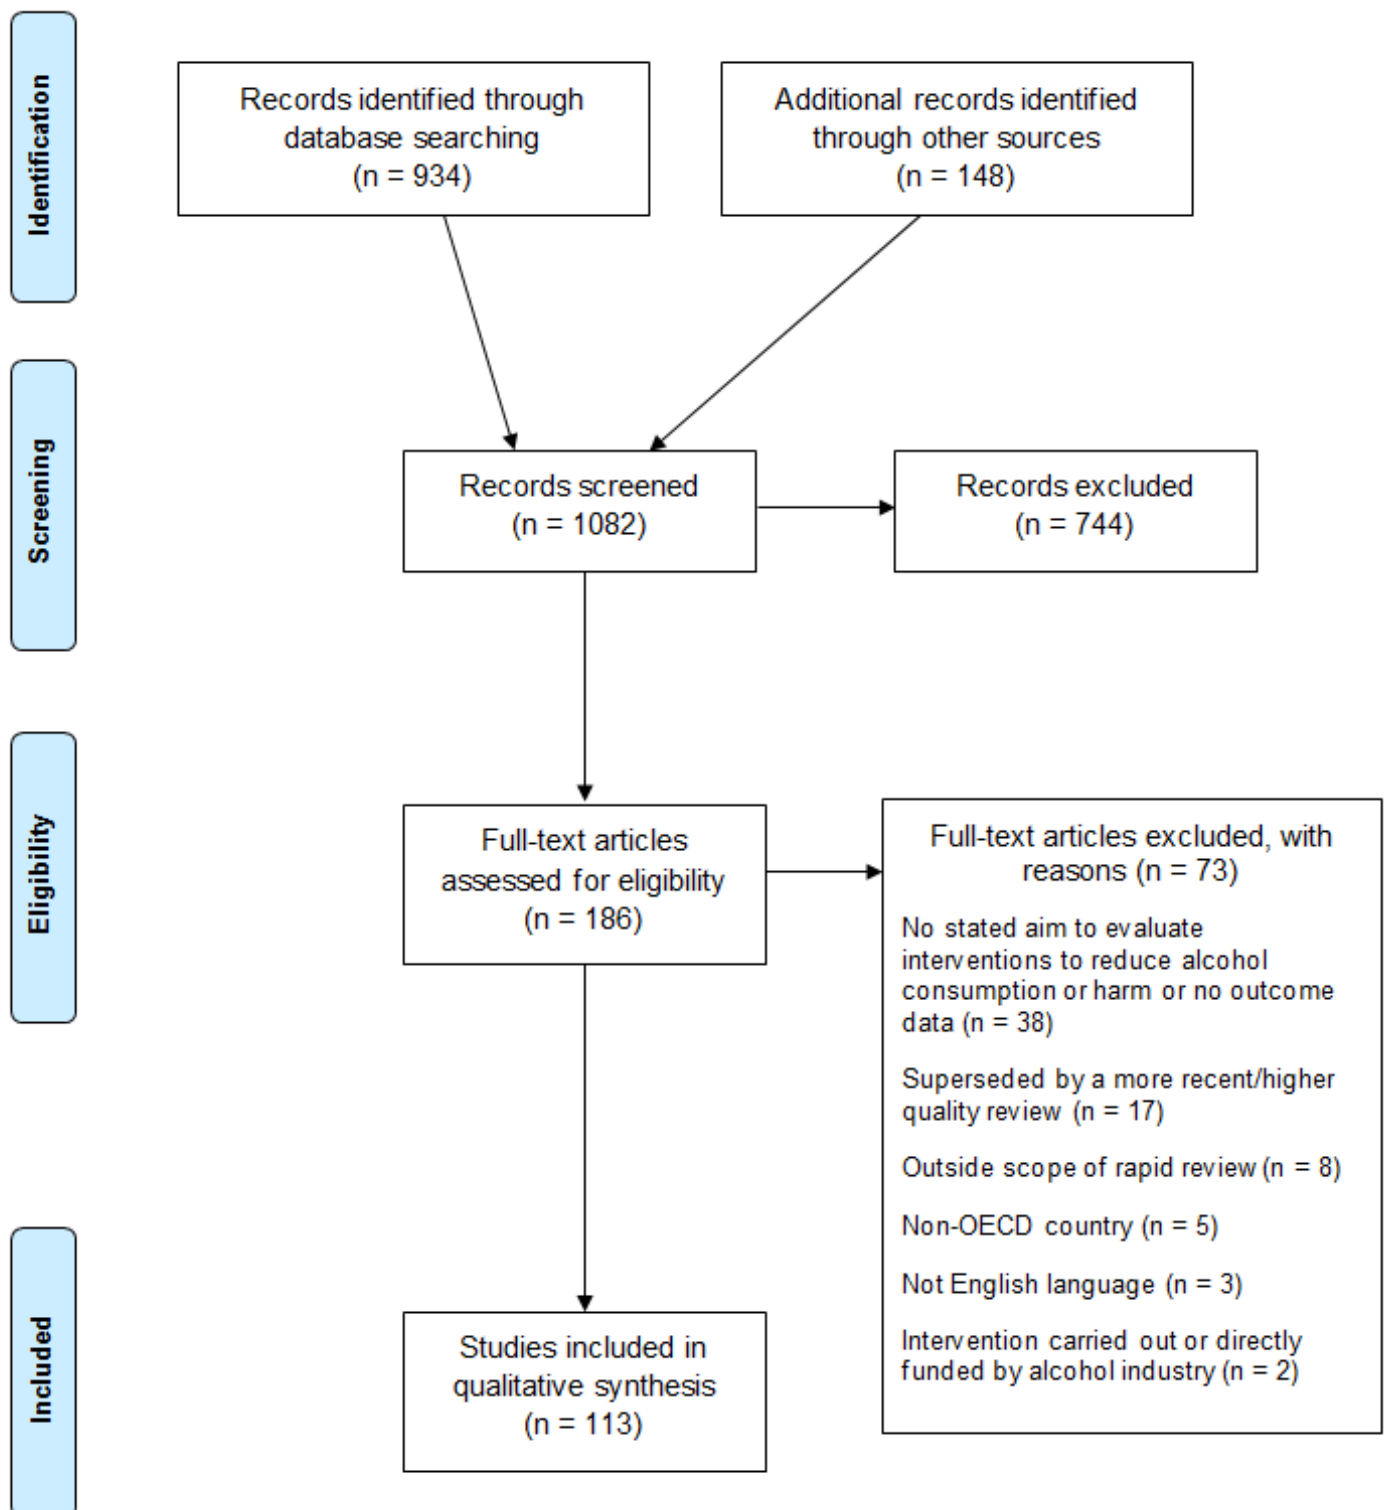 Identification
Records identified through
database searching
(n = 934)
Additional records identified
through other sources
(n = 148)
Screening
Records screened
(n = 1082)
Records excluded
(n = 744)
Eligibility
Full-text articles
assessed for eligibility
(n = 186)
Full-text articles excluded, with
reasons (n = 73)
No stated aim to evaluate
interventions to reduce alcohol
consumption or harm or no outcome
data (n = 38)
Superseded by a more recent/higher
quality review (n = 17)
Outside scope of rapid review (n = 8)
Non-OECD country (n = 5)
Not English language (n = 3)
Intervention carried out or directly
funded by alcohol industry (n = 2)
Included
Studies included in
qualitative synthesis
(n = 113)